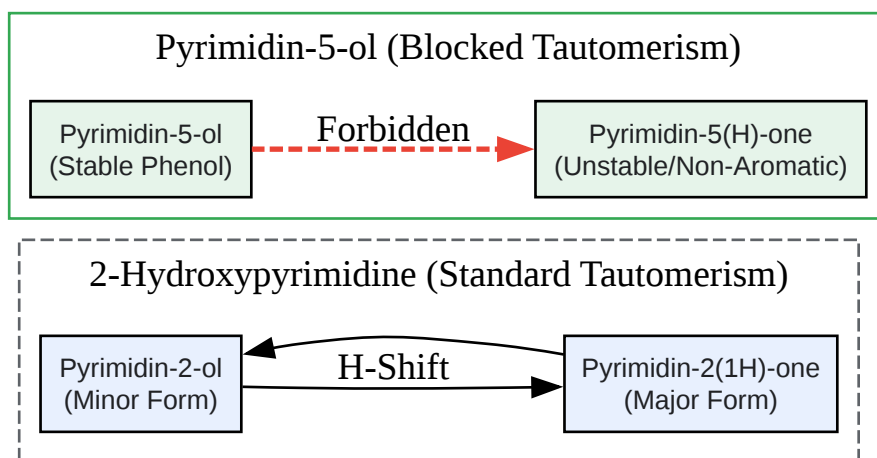 Pyrimidin-5-ol (Blocked Tautomerism)
Pyrimidin-5-ol
(Stable Phenol)
Forbidden
Pyrimidin-5(H)-one
(Unstable/Non-Aromatic)
2-Hydroxypyrimidine (Standard Tautomerism)
Pyrimidin-2-ol
(Minor Form)
H-Shift
Pyrimidin-2(1H)-one
(Major Form)